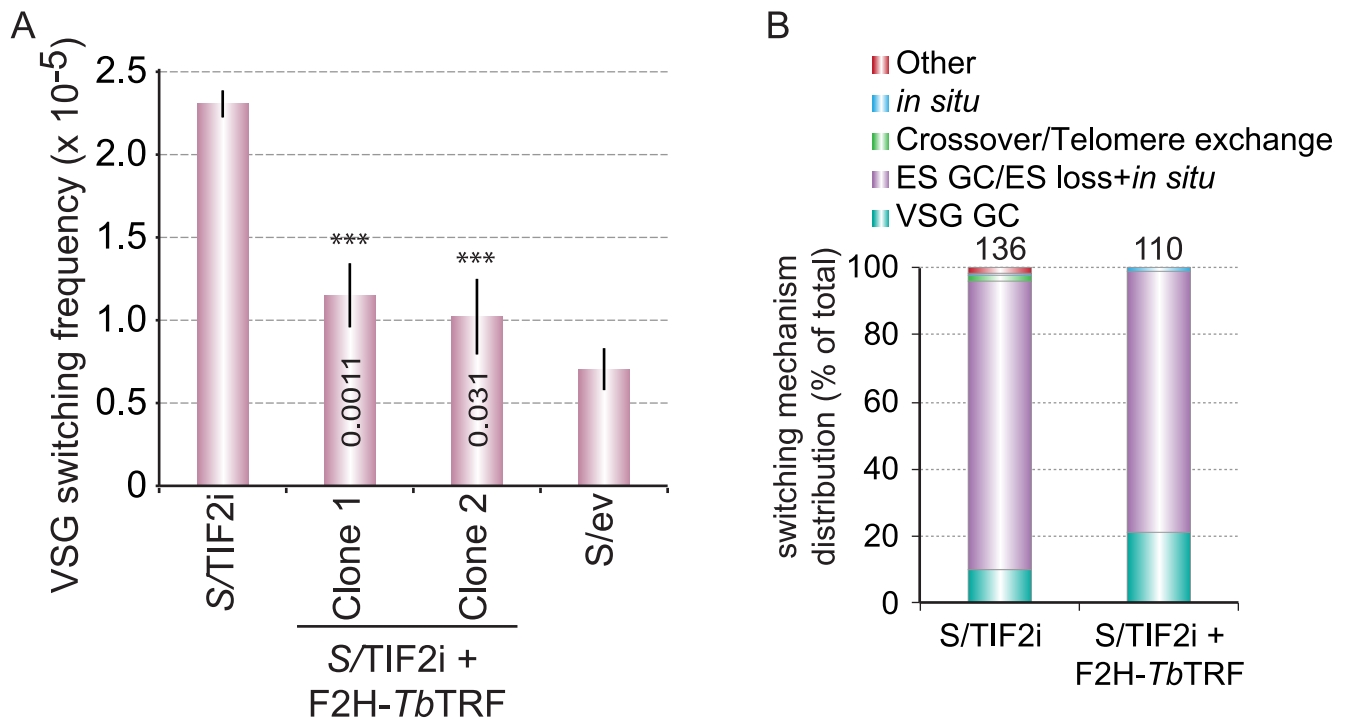 A
VSG switching frequency (x 10-5)
2.5
2.0
1.5
1.0
0.5
0
***
***
0.0011
0.031
S/TIF2i
Clone 1
Clone 2
S/ev
S/TIF2i +
F2H-TbTRF
B
Other
in situ
Crossover/Telomere exchange
ES GC/ES loss+in situ
VSG GC
136
110
switching mechanism
distribution (% of total)
100
80
60
40
20
0
S/TIF2i
S/TIF2i +
F2H-TbTRF